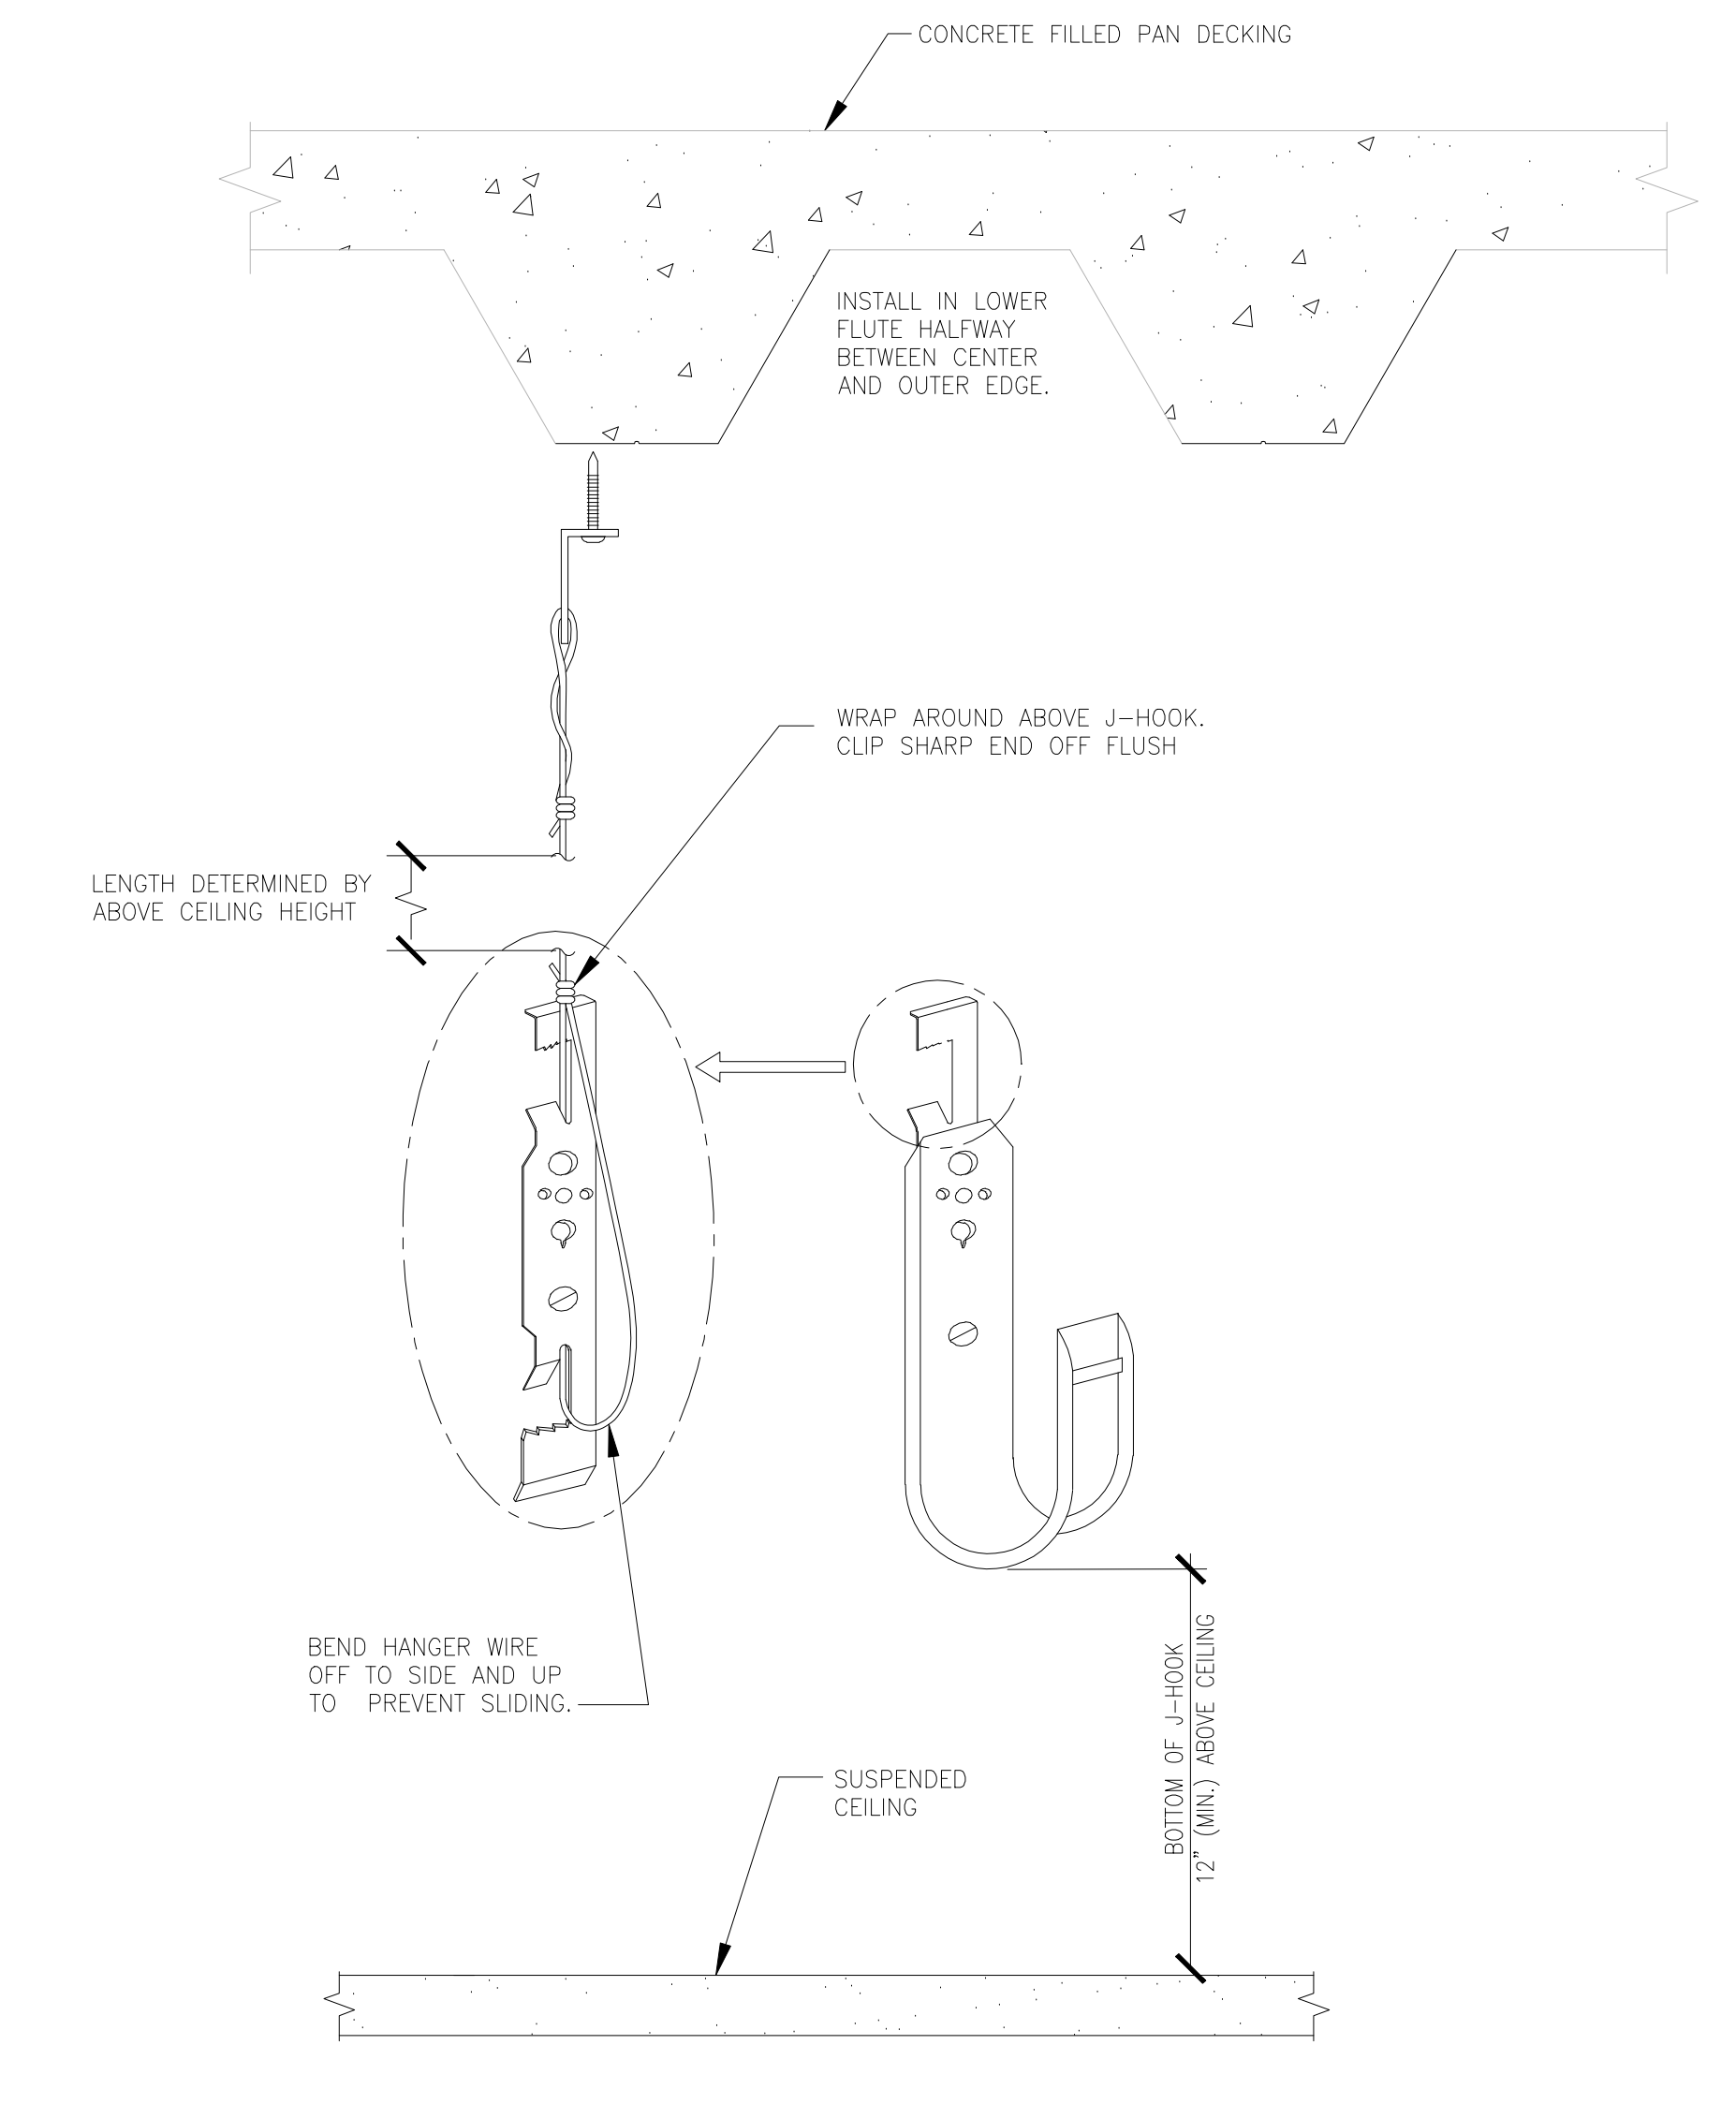 CONCRETE FILLED PAN DECKING
INSTALL IN LOWER
FLUTE HALFWAY
BETWEEN CENTER
AND OUTER EDGE.
WRAP AROUND ABOVE J-HOOK.
CLIP SHARP END OFF FLUSH
LENGTH DETERMINED BY
ABOVE CEILING HEIGHT
BEND HANGER WIRE
OFF TO SIDE AND UP
TO PREVENT SLIDING.
BOTTOM OF J-HOOK
12" (MIN.) ABOVE CEILING
SUSPENDED
CEILING